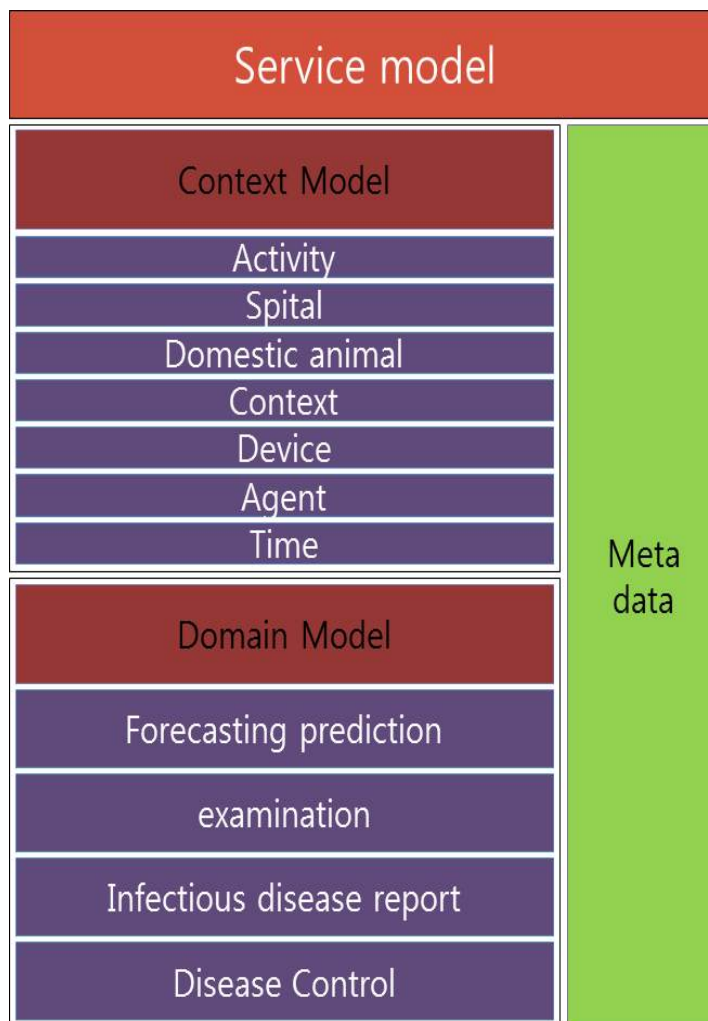 Service model
Context Model
Activity
Spital
Domestic animal
Context
Device
Agent
Time
Domain Model
Forecasting prediction
examination
Infectious disease report
Disease Control
Meta
data